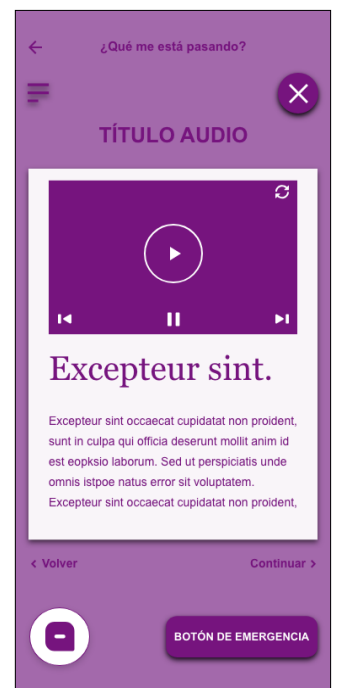 ¿Qué me está pasando?
TÍTULO AUDIO
Excepteur sint.
Excepteur sint occaecat cupidatat non proident,
sunt in culpa qui officia deserunt mollit anim id
est eopksio laborum. Sed ut perspiciatis unde
omnis istpoe natus error sit voluptatem.
Excepteur sint occaecat cupidatat non proident,
Volver
Continuar
BOTÓN DE EMERGENCIA